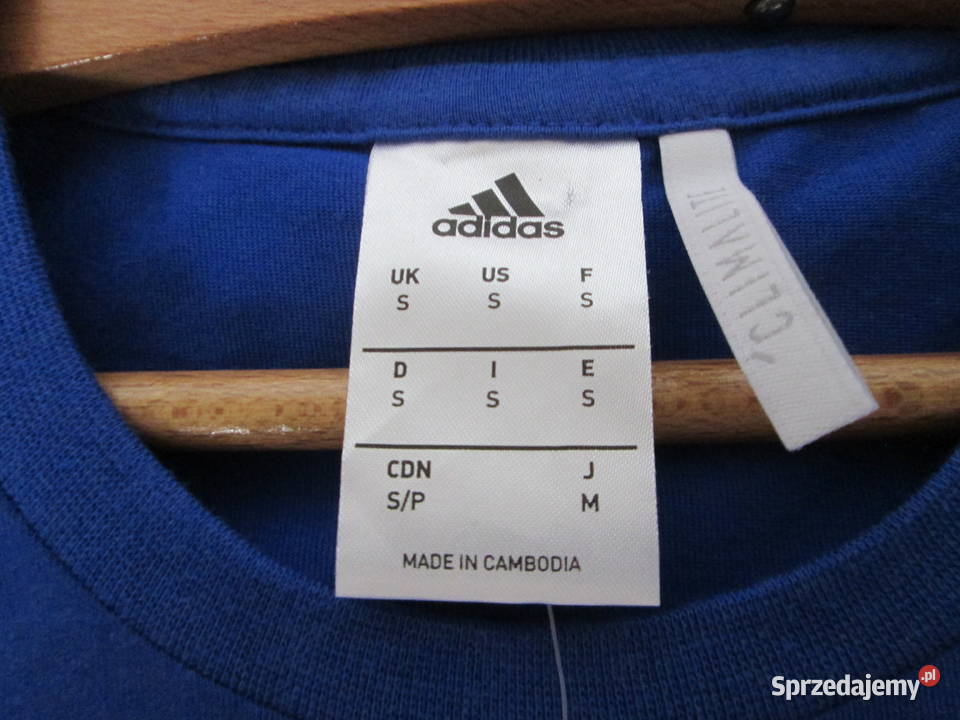 adidas
UK US F
S S S
D I E
S S S
CDN J
S/P M
MADE IN CAMBODIA
CLIMALITE
Sprzedajemy.pl